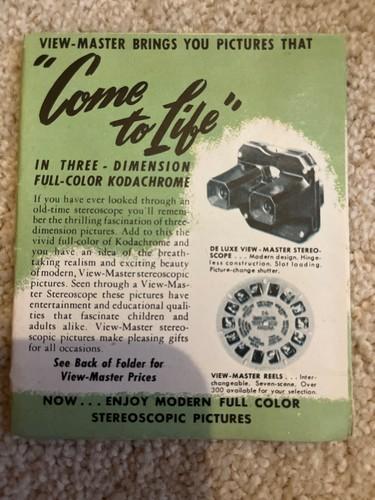 VIEW-MASTER BRINGS YOU PICTURES THAT
"Come
to Life"
IN THREE-DIMENSION
FULL-COLOR KODACHROME
If you have ever looked through an
old-time stereoscope you'll remem-
ber the thrilling fascination of three-
dimension pictures. Add to this the
vivid full-color of Kodachrome and
you have an idea of the breath-
taking realism and exciting beauty
of modern, View-Master stereoscopic
pictures. Seen through a View-Mas-
ter Stereoscope these pictures have
entertainment and educational quali-
ties that fascinate children and
adults alike. View-Master stereo-
scopic pictures make pleasing gifts
for all occasions.
See Back of Folder for
View-Master Prices
DE LUXE VIEW-MASTER STEREO-
SCOPE . . . Modern design. Hinge-
less construction. Slot loading.
Picture-change shutter.
VIEW-MASTER REELS . . . Inter-
changeable. Seven-scene. Over
300 available for your selection.
NOW . . . ENJOY MODERN FULL COLOR
STEREOSCOPIC PICTURES